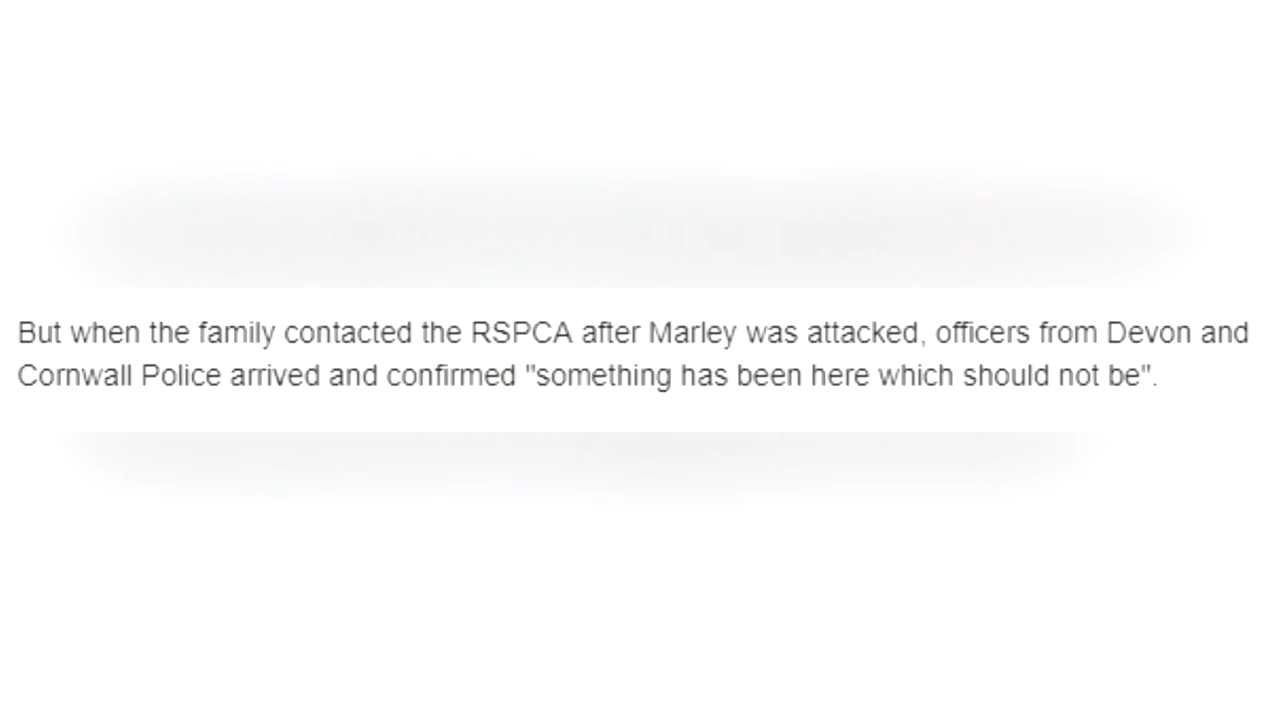 But when the family contacted the RSPCA after Marley was attacked, officers from Devon and
Cornwall Police arrived and confirmed "something has been here which should not be".